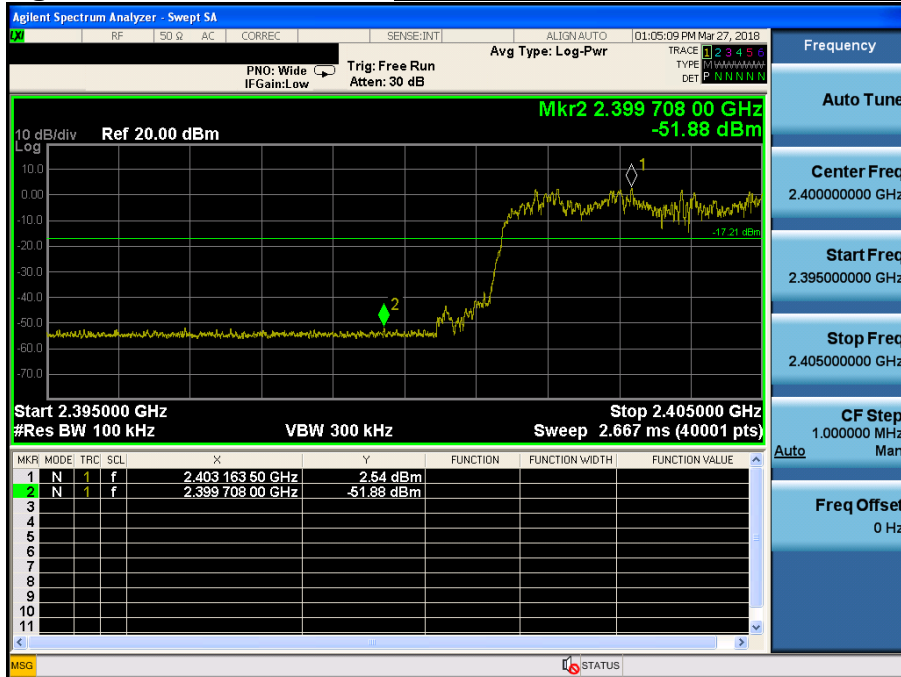 Agilent Spectrum Analyzer - Swept SA
LXI RF 50 Ω AC CORREC SENSE:INT ALIGNAUTO 01:05:09 PM Mar 27, 2018
Avg Type: Log-Pwr TRACE 1 2 3 4 5 6
PNO: Wide Trig: Free Run TYPE M WWWWW
IFGain:Low Atten: 30 dB DET P N N N N N
Mkr2 2.399 708 00 GHz
10 dB/div Ref 20.00 dBm -51.88 dBm
Log
10.0
0.00
-10.0
-20.0
-30.0
-40.0
-50.0
-60.0
-70.0
1
-17.21 dBm
2
Start 2.395000 GHz Stop 2.405000 GHz
#Res BW 100 kHz VBW 300 kHz Sweep 2.667 ms (40001 pts)
MKR MODE TRC SCL X Y FUNCTION FUNCTION WIDTH FUNCTION VALUE
1 N 1 f 2.403 163 50 GHz 2.54 dBm
2 N 1 f 2.399 708 00 GHz -51.88 dBm
3
4
5
6
7
8
9
10
11
MSG STATUS
Frequency
Auto Tune
Center Freq
2.400000000 GHz
Start Freq
2.395000000 GHz
Stop Freq
2.405000000 GHz
CF Step
1.000000 MHz
Auto Man
Freq Offset
0 Hz